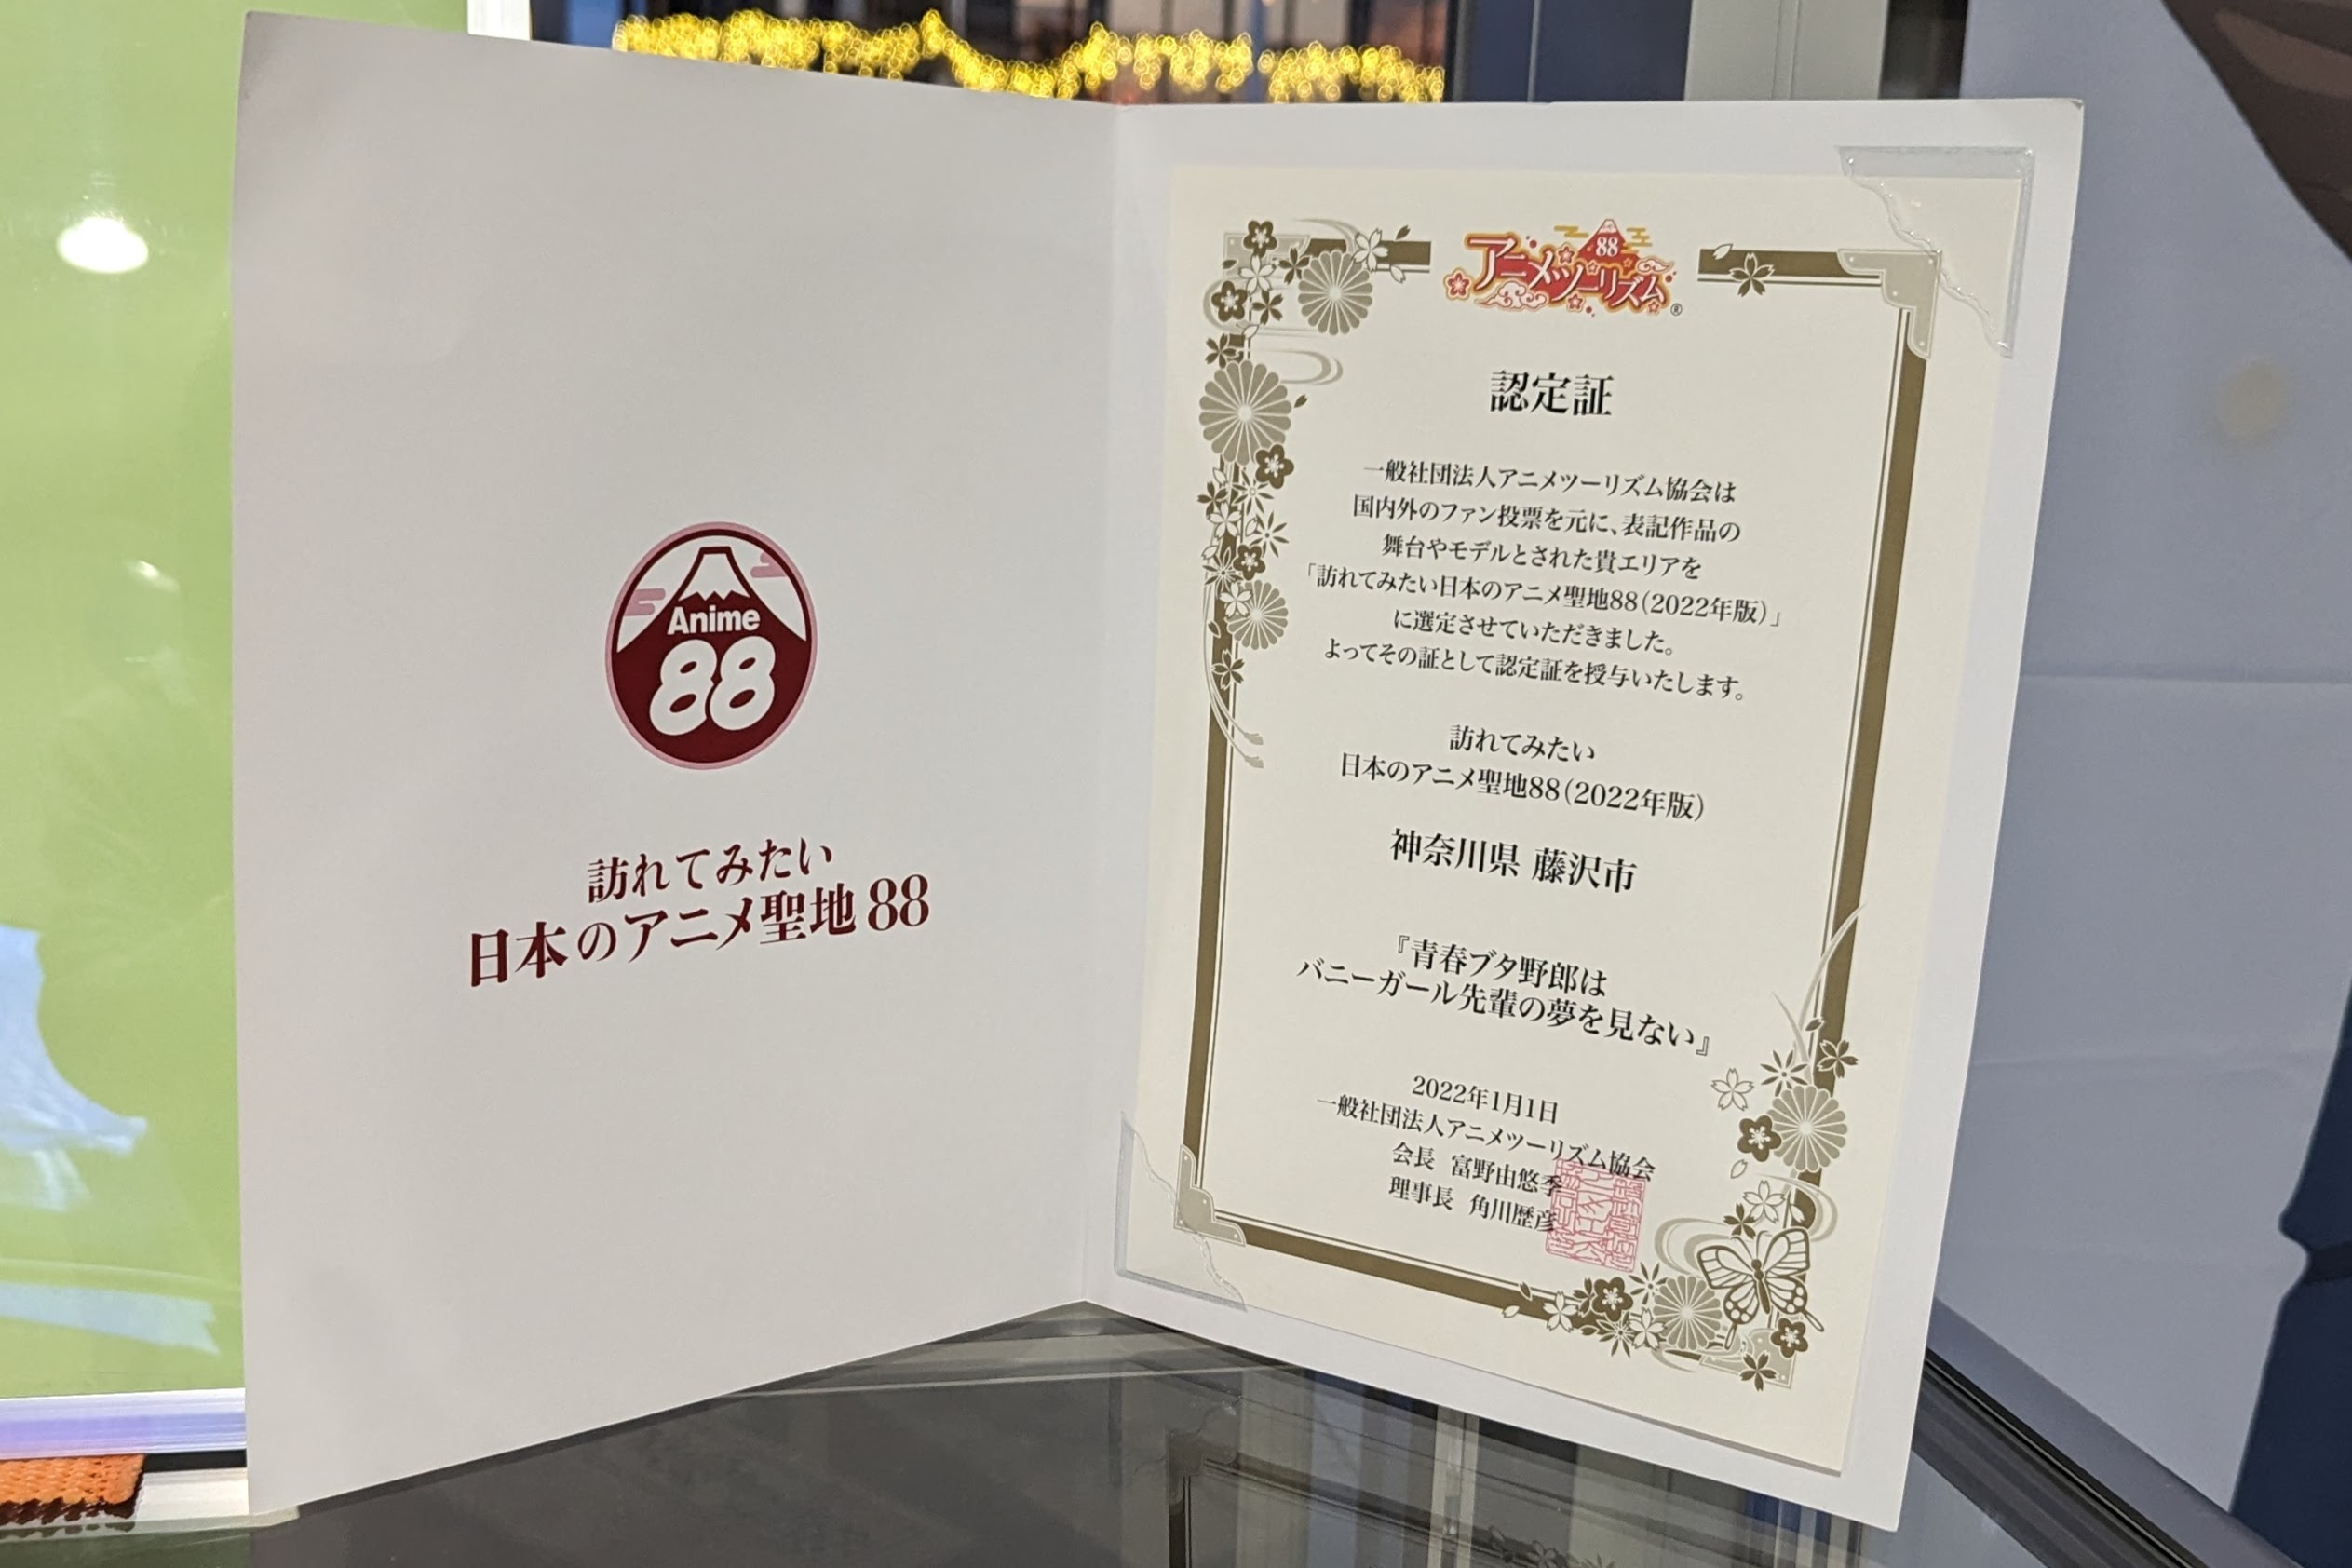 Anime
88
訪れてみたい
日本のアニメ聖地88
88
アニメツーリズム
®
認定証
一般社団法人アニメツーリズム協会は
国内外のファン投票を元に、表記作品の
舞台やモデルとされた貴エリアを
「訪れてみたい日本のアニメ聖地88(2022年版)」
に選定させていただきました。
よってその証として認定証を授与いたします。
訪れてみたい
日本のアニメ聖地88(2022年版)
神奈川県 藤沢市
『青春ブタ野郎は
バニーガール先輩の夢を見ない』
2022年1月1日
一般社団法人アニメツーリズム協会
会長 富野由悠季
理事長 角川歴彦